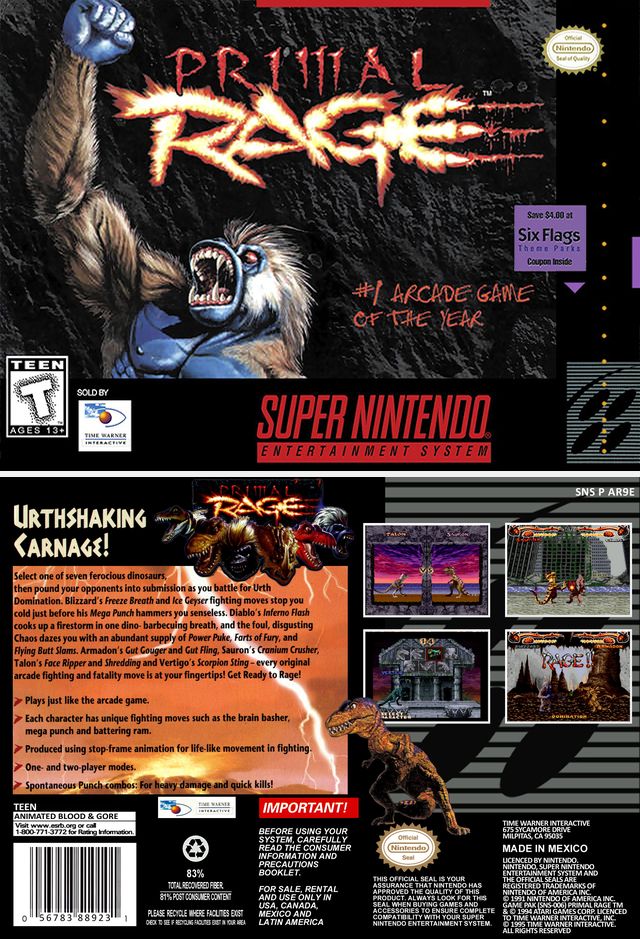 PRIMAL
RAGE™
Official
Nintendo
Seal of Quality
Save $4.00 at
Six Flags
Theme Parks
Coupon Inside
#1 ARCADE GAME
OF THE YEAR
TEEN
T
AGES 13+
SOLD BY
TIME WARNER
INTERACTIVE
SUPER NINTENDO®
ENTERTAINMENT SYSTEM
SNS P AR9E
PRIMAL
RAGE
URTHSHAKING
CARNAGE!
Select one of seven ferocious dinosaurs,
then pound your opponents into submission as you battle for Urth
Domination. Blizzard's Freeze Breath and Ice Geyser fighting moves stop you
cold just before his Mega Punch hammers you senseless. Diablo's Inferno Flash
cooks up a firestorm in one dino- barbecuing breath, and the foul, disgusting
Chaos dazes you with an abundant supply of Power Puke, Farts of Fury, and
Flying Butt Slams. Armadon's Gut Gouger and Gut Fling, Sauron's Cranium Crusher,
Talon's Face Ripper and Shredding and Vertigo's Scorpion Sting – every original
arcade fighting and fatality move is at your fingertips! Get Ready to Rage!
Plays just like the arcade game.
Each character has unique fighting moves such as the brain basher,
mega punch and battering ram.
Produced using stop-frame animation for life-like movement in fighting.
One- and two-player modes.
Spontaneous Punch combos: For heavy damage and quick kills!
TALON SAURON
RAGE!
DOMINATION
TEEN
ANIMATED BLOOD & GORE
Visit www.esrb.org or call
1-800-771-3772 for Rating Information.
0 56783 88923 1
TIME WARNER
INTERACTIVE
83%
TOTAL RECOVERED FIBER,
81% POST CONSUMER CONTENT
PLEASE RECYCLE WHERE FACILITIES EXIST
CHECK TO SEE IF RECYCLING FACILITIES EXIST IN YOUR AREA
IMPORTANT!
BEFORE USING YOUR
SYSTEM, CAREFULLY
READ THE CONSUMER
INFORMATION AND
PRECAUTIONS
BOOKLET.
FOR SALE, RENTAL
AND USE ONLY IN
USA, CANADA,
MEXICO AND
LATIN AMERICA
Official
Nintendo
Seal
THIS OFFICIAL SEAL IS YOUR
ASSURANCE THAT NINTENDO HAS
APPROVED THE QUALITY OF THIS
PRODUCT. ALWAYS LOOK FOR THIS
SEAL WHEN BUYING GAMES AND
ACCESSORIES TO ENSURE COMPLETE
COMPATIBILITY WITH YOUR SUPER
NINTENDO ENTERTAINMENT SYSTEM.
TIME WARNER INTERACTIVE
675 SYCAMORE DRIVE
MILPITAS, CA 95035
MADE IN MEXICO
LICENCED BY NINTENDO.
NINTENDO, SUPER NINTENDO
ENTERTAINMENT SYSTEM AND
THE OFFICIAL SEALS ARE
REGISTERED TRADEMARKS OF
NINTENDO OF AMERICA INC
© 1991 NINTENDO OF AMERICA INC.
GAME PAK (SNS-006) PRIMAL RAGE TM
& © 1994 ATARI GAMES CORP. LICENCED
TO TIME WARNER INTERACTIVE, INC.
© 1995 TIME WARNER INTERACTIVE.
ALL RIGHTS RESERVED